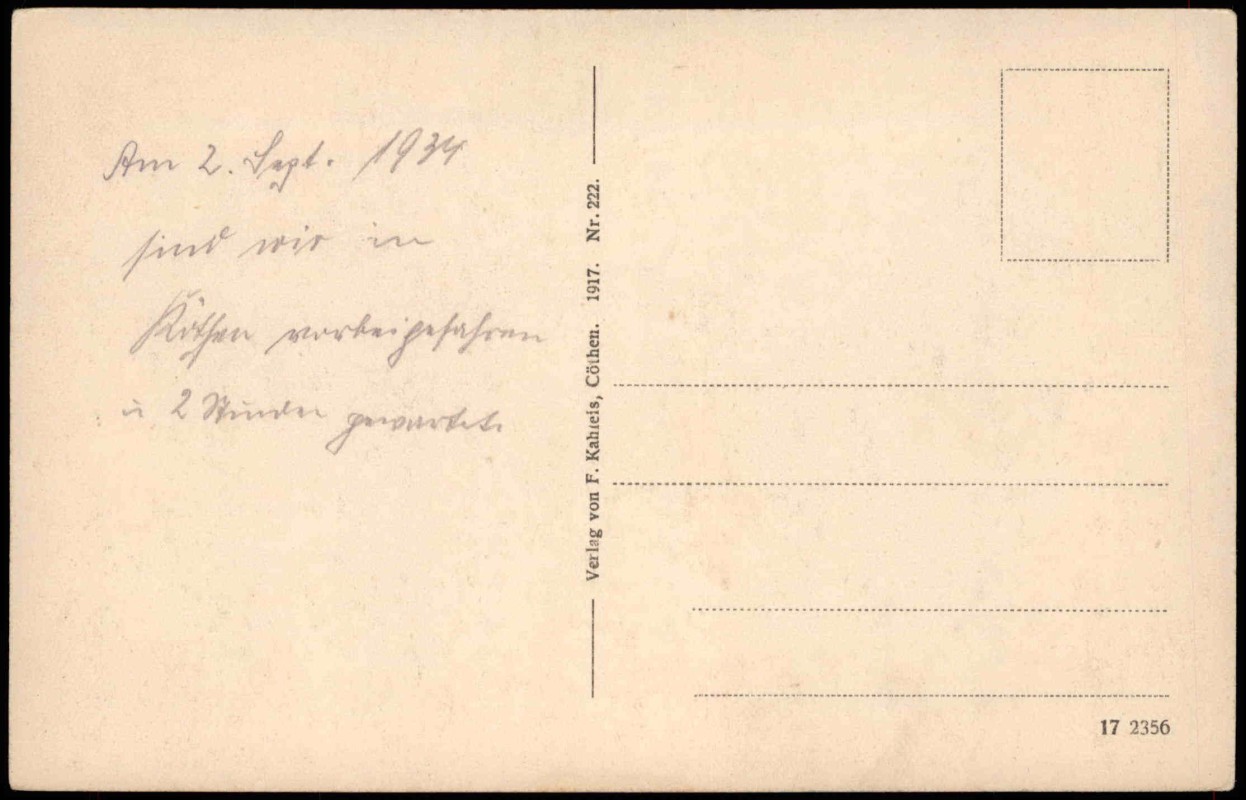 Am 2. Sept. 1934
sind wir in
Köthen vorbeigefahren
u 2 Stunden gewartet.
Verlag von F. Kahleis, Cöthen. 1917. Nr. 222.
17 2356